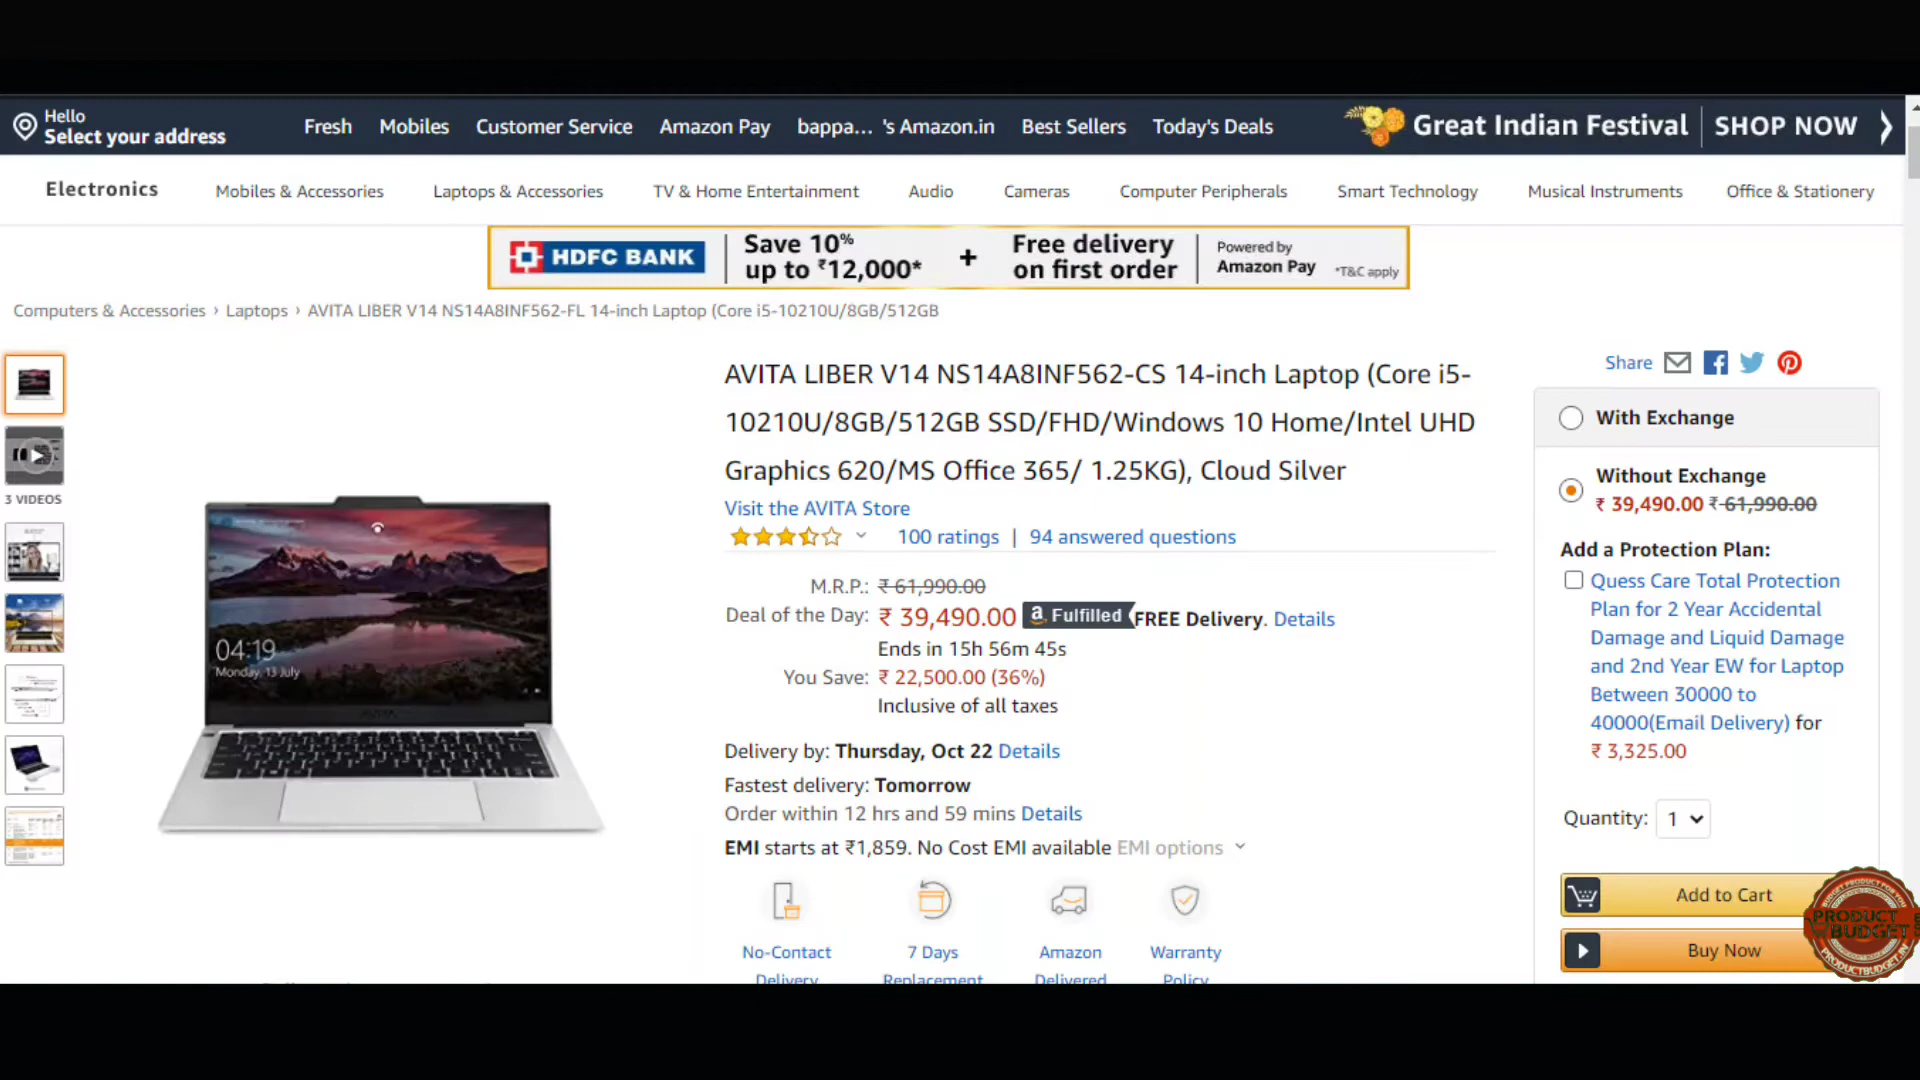 Hello
Select your address
Fresh
Mobiles
Customer Service
Amazon Pay
bappa... 's Amazon.in
Best Sellers
Today's Deals
Great Indian Festival
SHOP NOW
Electronics
Mobiles & Accessories
Laptops & Accessories
TV & Home Entertainment
Audio
Cameras
Computer Peripherals
Smart Technology
Musical Instruments
Office & Stationery
HDFC BANK
Save 10%
up to ₹12,000*
+
Free delivery
on first order
Powered by
Amazon Pay
*T&C apply
Computers & Accessories › Laptops › AVITA LIBER V14 NS14A8INF562-FL 14-inch Laptop (Core i5-10210U/8GB/512GB
3 VIDEOS
04:19
Monday, 13 July
AVITA LIBER V14 NS14A8INF562-CS 14-inch Laptop (Core i5-
10210U/8GB/512GB SSD/FHD/Windows 10 Home/Intel UHD
Graphics 620/MS Office 365/ 1.25KG), Cloud Silver
Visit the AVITA Store
100 ratings | 94 answered questions
M.R.P.: ₹ 61,990.00
Deal of the Day: ₹ 39,490.00 a Fulfilled FREE Delivery. Details
Ends in 15h 56m 45s
You Save: ₹ 22,500.00 (36%)
Inclusive of all taxes
Delivery by: Thursday, Oct 22 Details
Fastest delivery: Tomorrow
Order within 12 hrs and 59 mins Details
EMI starts at ₹1,859. No Cost EMI available EMI options
No-Contact
Delivery
7 Days
Replacement
Amazon
Delivered
Warranty
Policy
Share
With Exchange
Without Exchange
₹ 39,490.00 ₹ 61,990.00
Add a Protection Plan:
Quess Care Total Protection
Plan for 2 Year Accidental
Damage and Liquid Damage
and 2nd Year EW for Laptop
Between 30000 to
40000(Email Delivery) for
₹ 3,325.00
Quantity: 1
Add to Cart
Buy Now
PRODUCT
BUDGET
PRODUCTBUDGET.IN